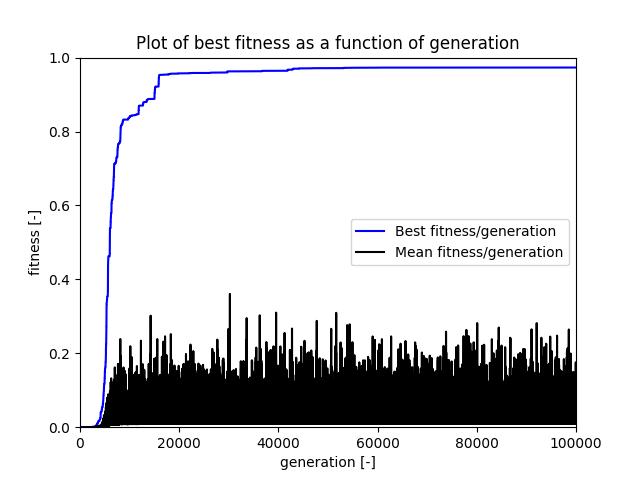 Plot of best fitness as a function of generation
1.0
0.8
0.6
0.4
0.2
0.0
fitness [-]
Best fitness/generation
Mean fitness/generation
0 20000 40000 60000 80000 100000
generation [-]